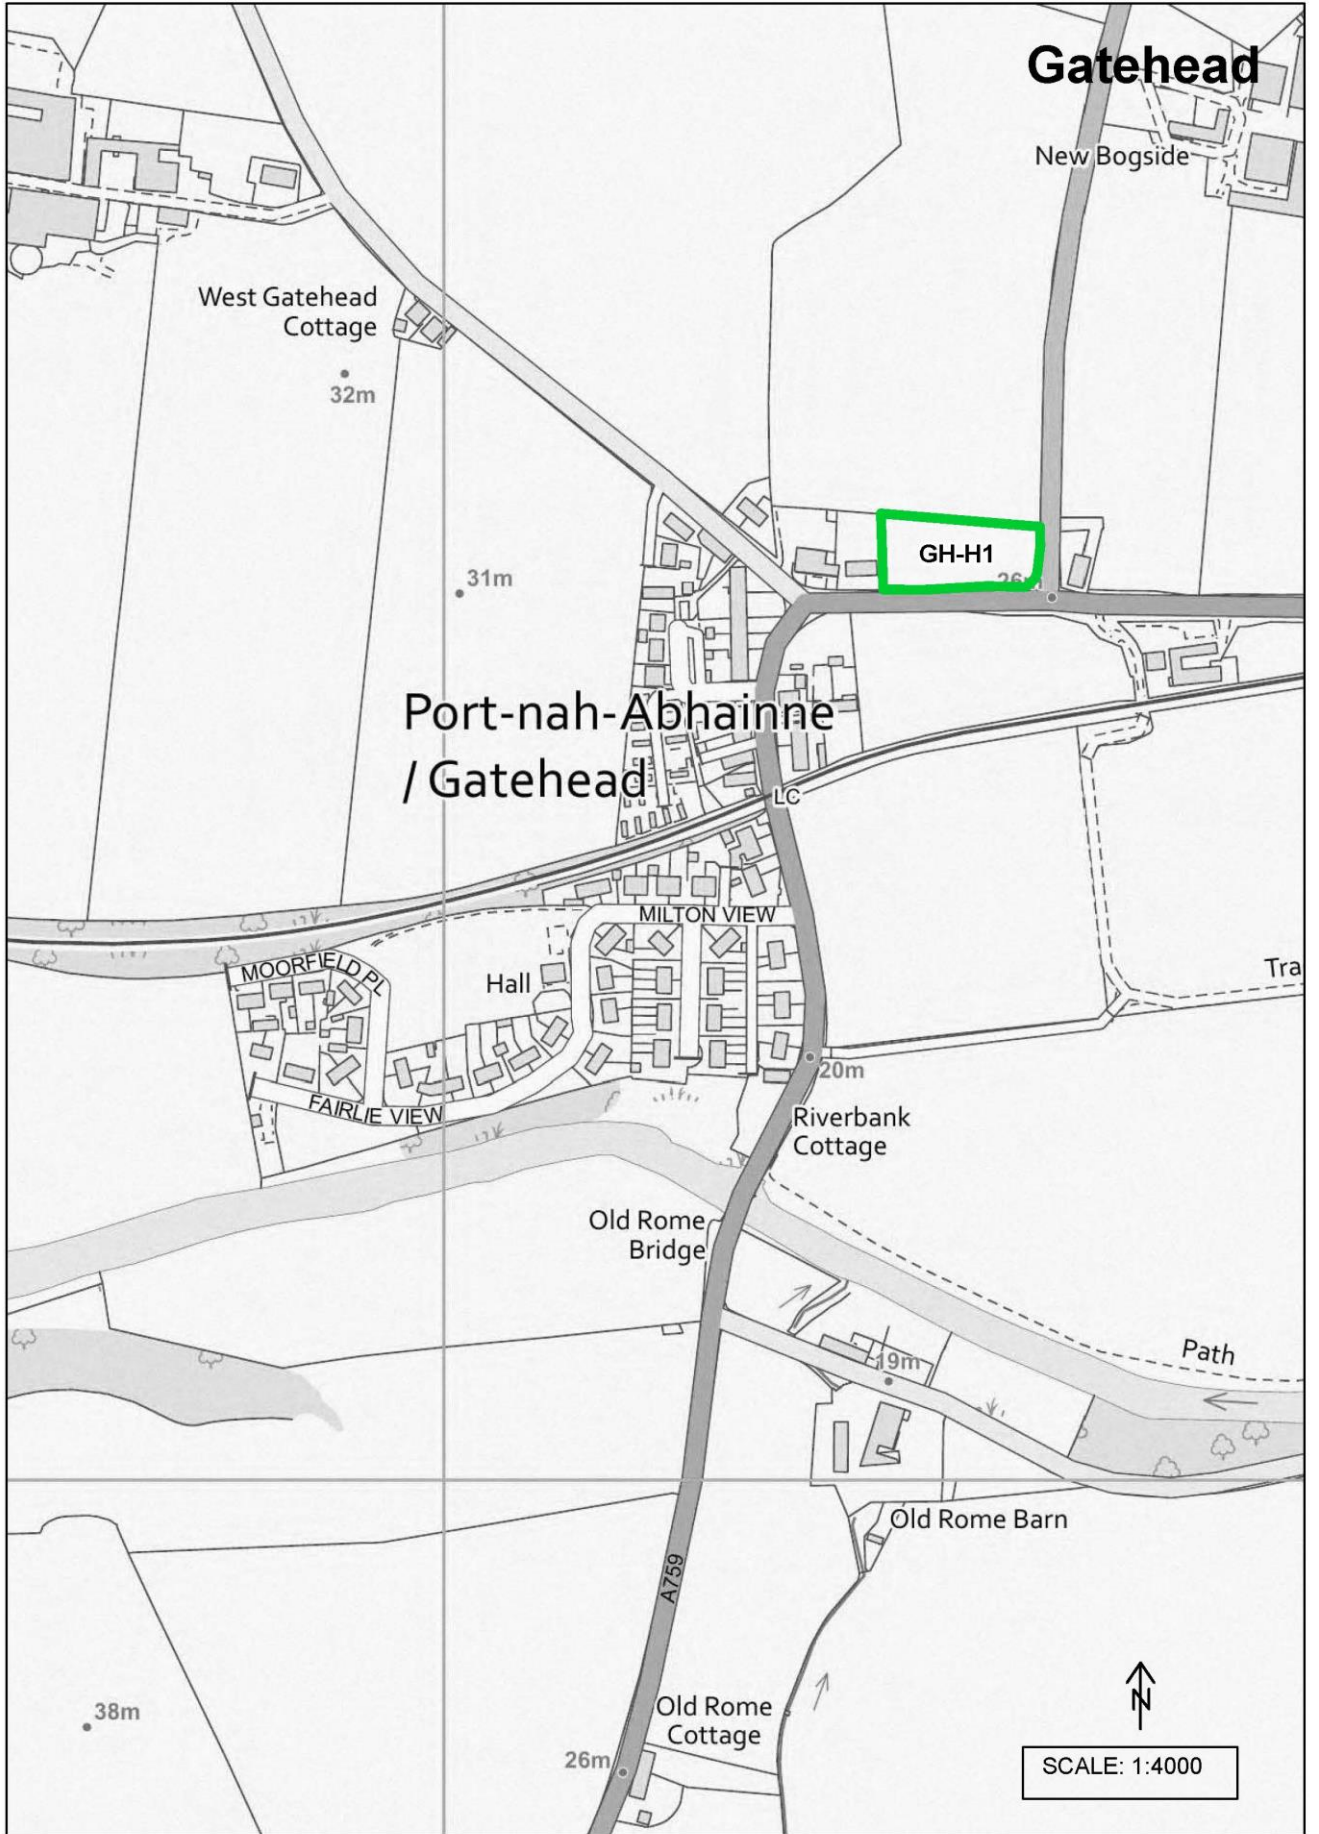 Gatehead
New Bogside
West Gatehead
Cottage
32m
31m
GH-H1
26m
Port-nah-Abhainne
/ Gatehead
LC
MILTON VIEW
MOORFIELD PL
Hall
Tra
20m
FAIRLIE VIEW
Riverbank
Cottage
Old Rome
Bridge
Path
19m
Old Rome Barn
A759
38m
Old Rome
Cottage
26m
N
SCALE: 1:4000